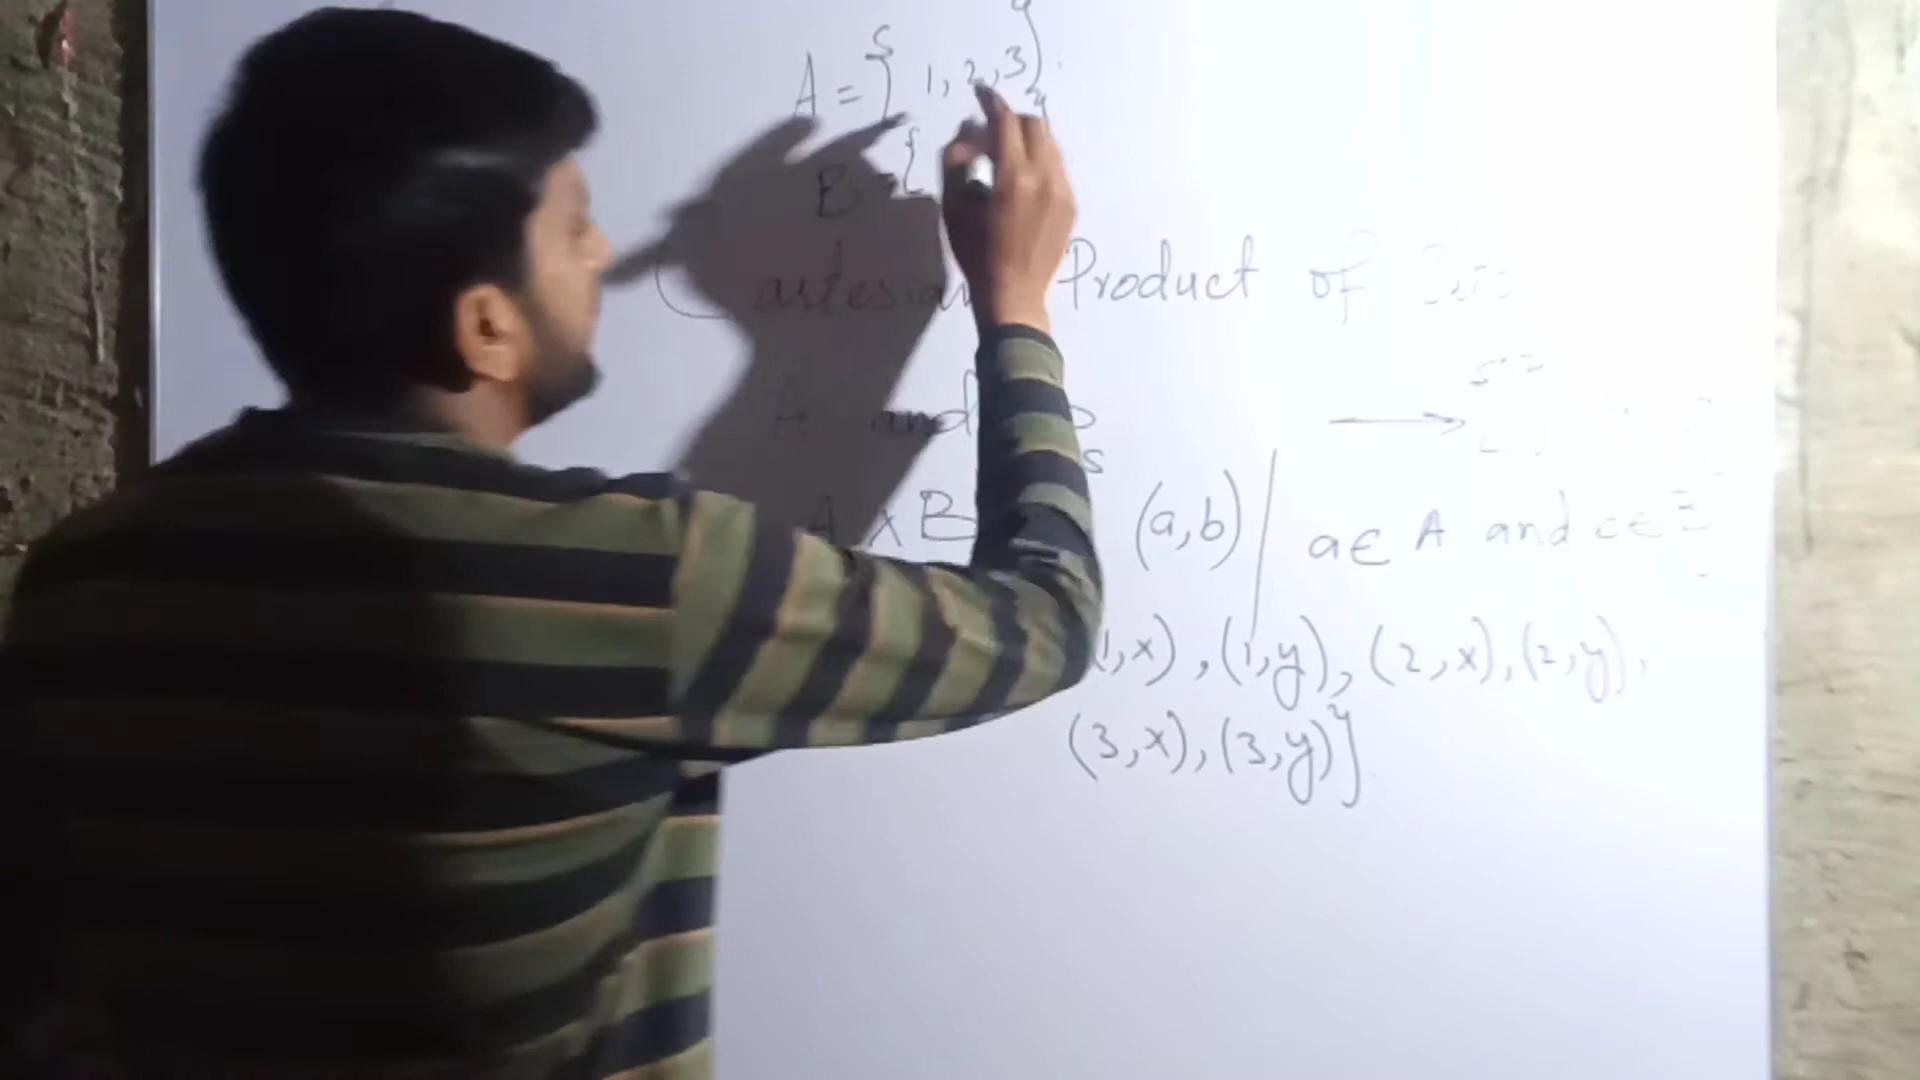 A = { 1, 2, 3 }.
B = {
Cartesian Product of
A and
A x B (a,b) / a ∈ A and
1,x) , (1,y), (2,x), (2,y),
(3,x), (3,y)}